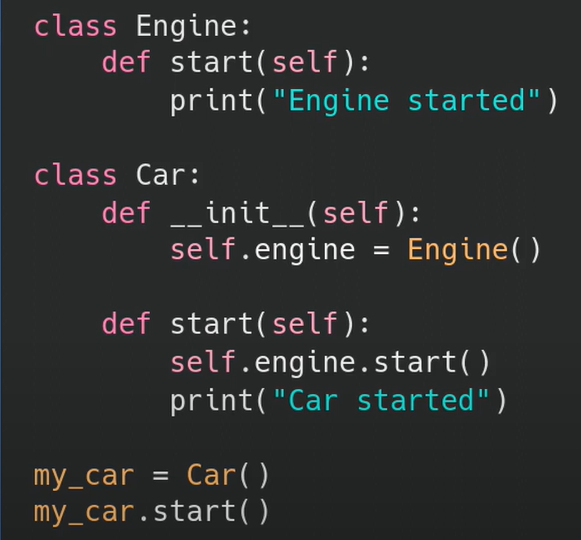 class Engine:
    def start(self):
        print("Engine started")

class Car:
    def __init__(self):
        self.engine = Engine()

    def start(self):
        self.engine.start()
        print("Car started")

my_car = Car()
my_car.start()